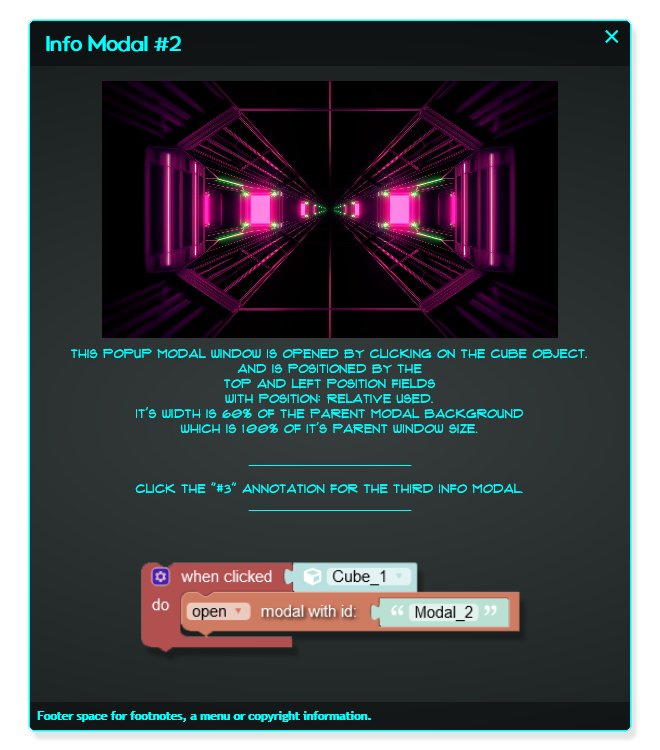 Info Modal #2
THIS POPUP MODAL WINDOW IS OPENED BY CLICKING ON THE CUBE OBJECT.
AND IS POSITIONED BY THE
TOP AND LEFT POSITION FIELDS
WITH POSITION: RELATIVE USED.
IT'S WIDTH IS 60% OF THE PARENT MODAL BACKGROUND
WHICH IS 100% OF IT'S PARENT WINDOW SIZE.
CLICK THE "#3" ANNOTATION FOR THE THIRD INFO MODAL
when clicked Cube_1
do open modal with id: “ Modal_2 ”
Footer space for footnotes, a menu or copyright information.